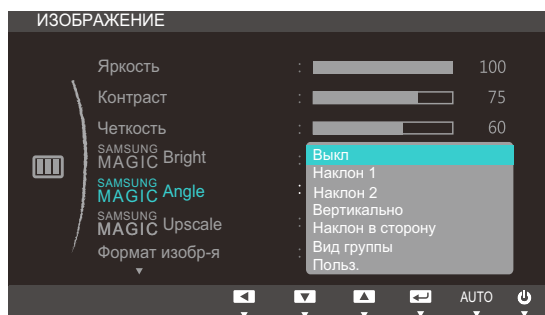 ИЗОБРАЖЕНИЕ
Яркость : 100
Контраст : 75
Четкость : 60
SAMSUNG MAGIC Bright :
SAMSUNG MAGIC Angle :
SAMSUNG MAGIC Upscale :
Формат изобр-я :
Выкл
Наклон 1
Наклон 2
Вертикально
Наклон в сторону
Вид группы
Польз.
AUTO